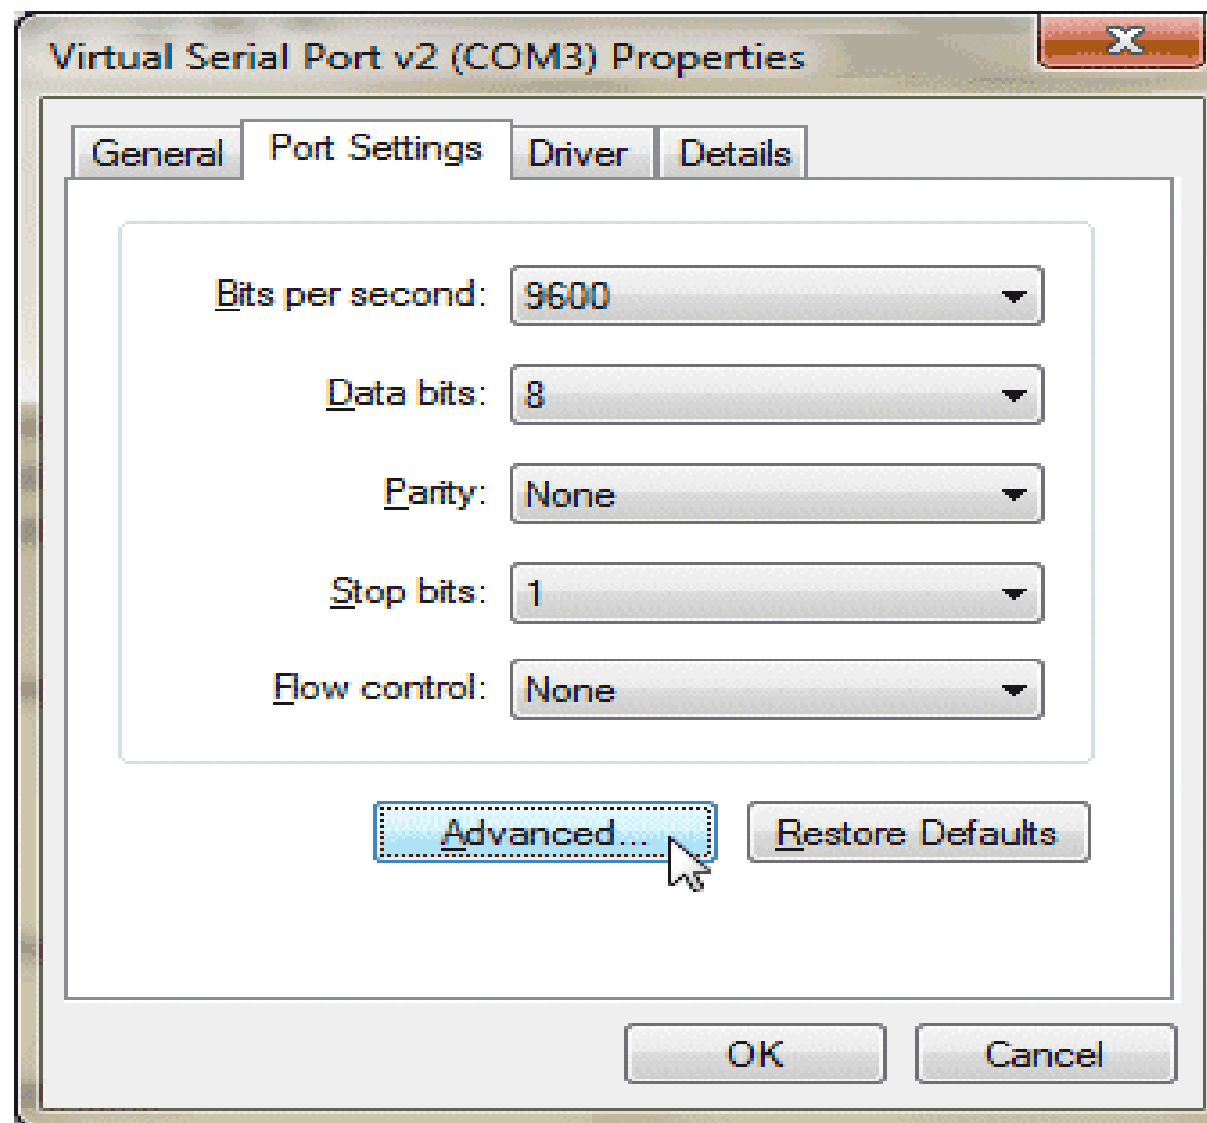 Virtual Serial Port v2 (COM3) Properties
General Port Settings Driver Details
Bits per second: 9600
Data bits: 8
Parity: None
Stop bits: 1
Flow control: None
Advanced... Restore Defaults
OK Cancel